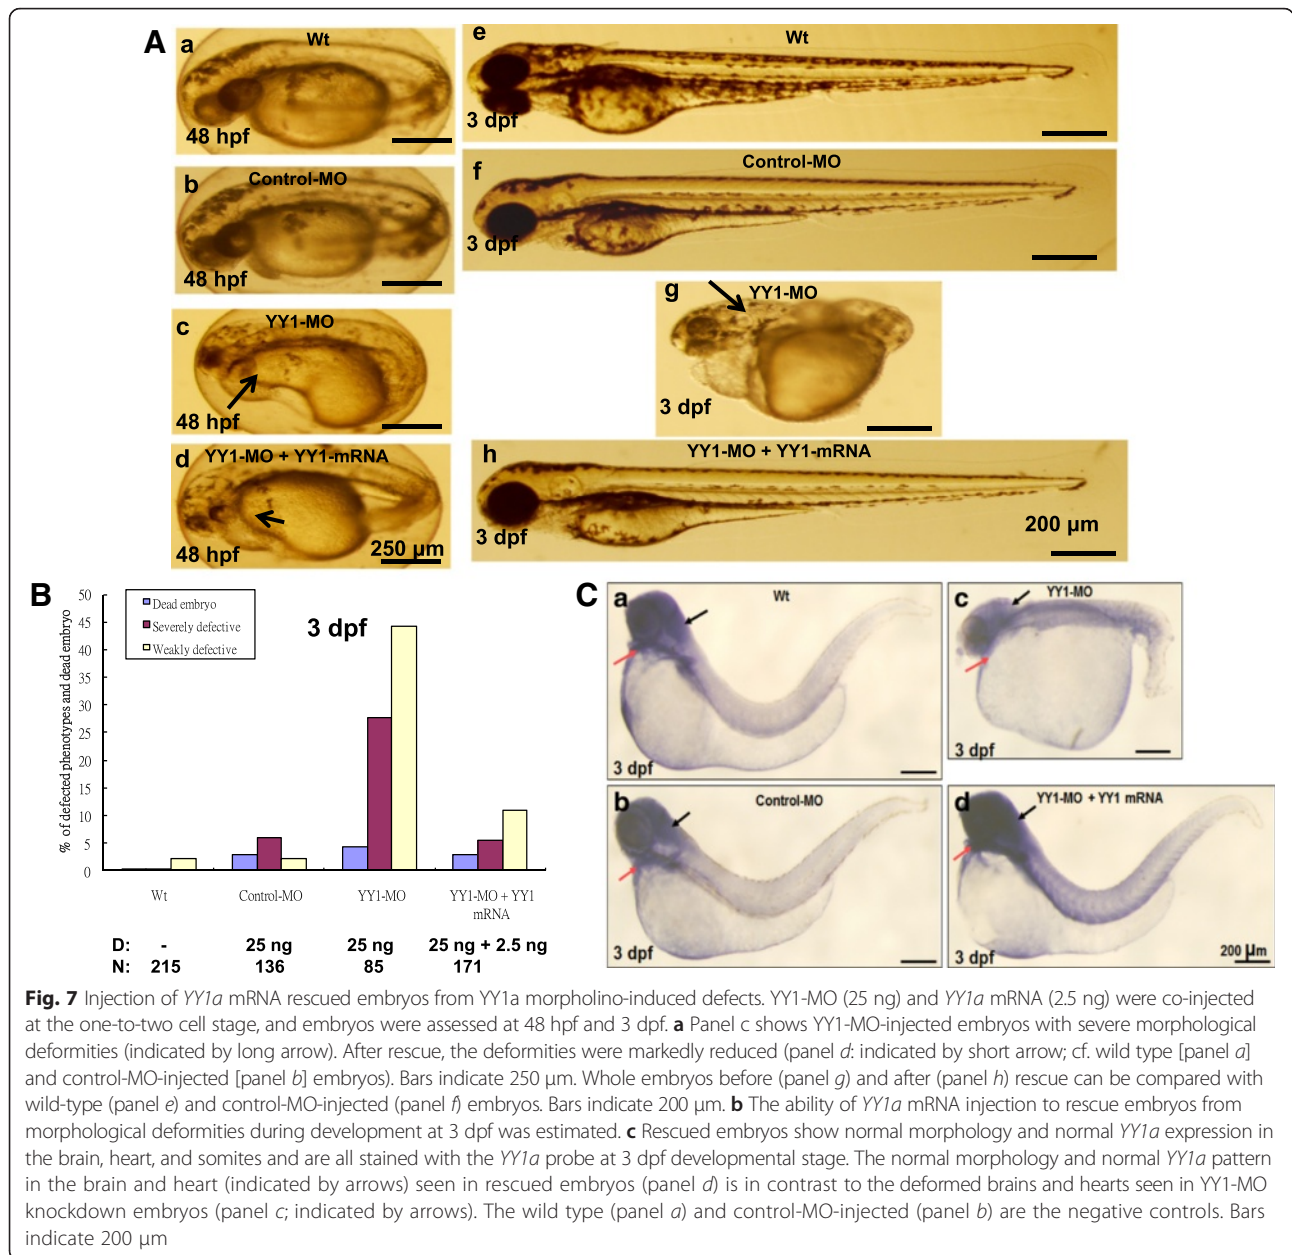 A
a
Wt
48 hpf
b
Control-MO
48 hpf
c
YY1-MO
48 hpf
d
YY1-MO + YY1-mRNA
48 hpf
250 µm
e
Wt
3 dpf
f
Control-MO
3 dpf
g
YY1-MO
3 dpf
h
YY1-MO + YY1-mRNA
3 dpf
200 µm
B
% of defected phenotypes and dead embryo
50
45
40
35
30
25
20
15
10
5
0
Dead embryo
Severely defective
Weakly defective
3 dpf
Wt
Control-MO
YY1-MO
YY1-MO + YY1
mRNA
D: - 25 ng 25 ng 25 ng + 2.5 ng
N: 215 136 85 171
C
a
Wt
3 dpf
c
YY1-MO
3 dpf
b
Control-MO
3 dpf
d
YY1-MO + YY1 mRNA
3 dpf
200 µm
Fig. 7 Injection of YY1a mRNA rescued embryos from YY1a morpholino-induced defects. YY1-MO (25 ng) and YY1a mRNA (2.5 ng) were co-injected
at the one-to-two cell stage, and embryos were assessed at 48 hpf and 3 dpf. a Panel c shows YY1-MO-injected embryos with severe morphological
deformities (indicated by long arrow). After rescue, the deformities were markedly reduced (panel d: indicated by short arrow; cf. wild type [panel a]
and control-MO-injected [panel b] embryos). Bars indicate 250 µm. Whole embryos before (panel g) and after (panel h) rescue can be compared with
wild-type (panel e) and control-MO-injected (panel f) embryos. Bars indicate 200 µm. b The ability of YY1a mRNA injection to rescue embryos from
morphological deformities during development at 3 dpf was estimated. c Rescued embryos show normal morphology and normal YY1a expression in
the brain, heart, and somites and are all stained with the YY1a probe at 3 dpf developmental stage. The normal morphology and normal YY1a pattern
in the brain and heart (indicated by arrows) seen in rescued embryos (panel d) is in contrast to the deformed brains and hearts seen in YY1-MO
knockdown embryos (panel c; indicated by arrows). The wild type (panel a) and control-MO-injected (panel b) are the negative controls. Bars
indicate 200 µm